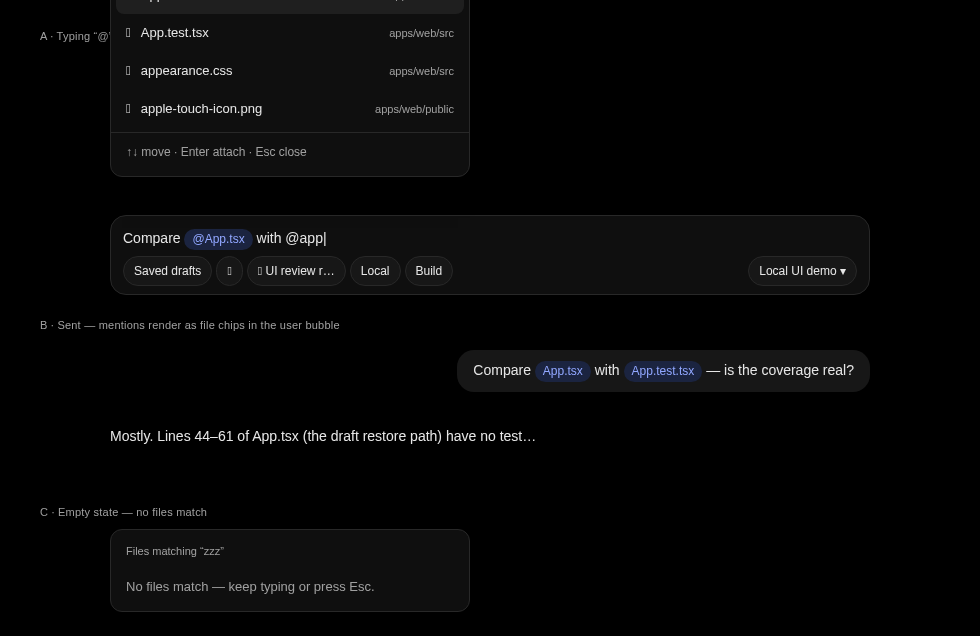 A · Typing “@
App.test.tsx apps/web/src
appearance.css apps/web/src
apple-touch-icon.png apps/web/public
↑↓ move · Enter attach · Esc close
Compare @App.tsx with @app|
Saved drafts UI review r… Local Build Local UI demo ▾
B · Sent — mentions render as file chips in the user bubble
Compare App.tsx with App.test.tsx — is the coverage real?
Mostly. Lines 44–61 of App.tsx (the draft restore path) have no test…
C · Empty state — no files match
Files matching “zzz”
No files match — keep typing or press Esc.